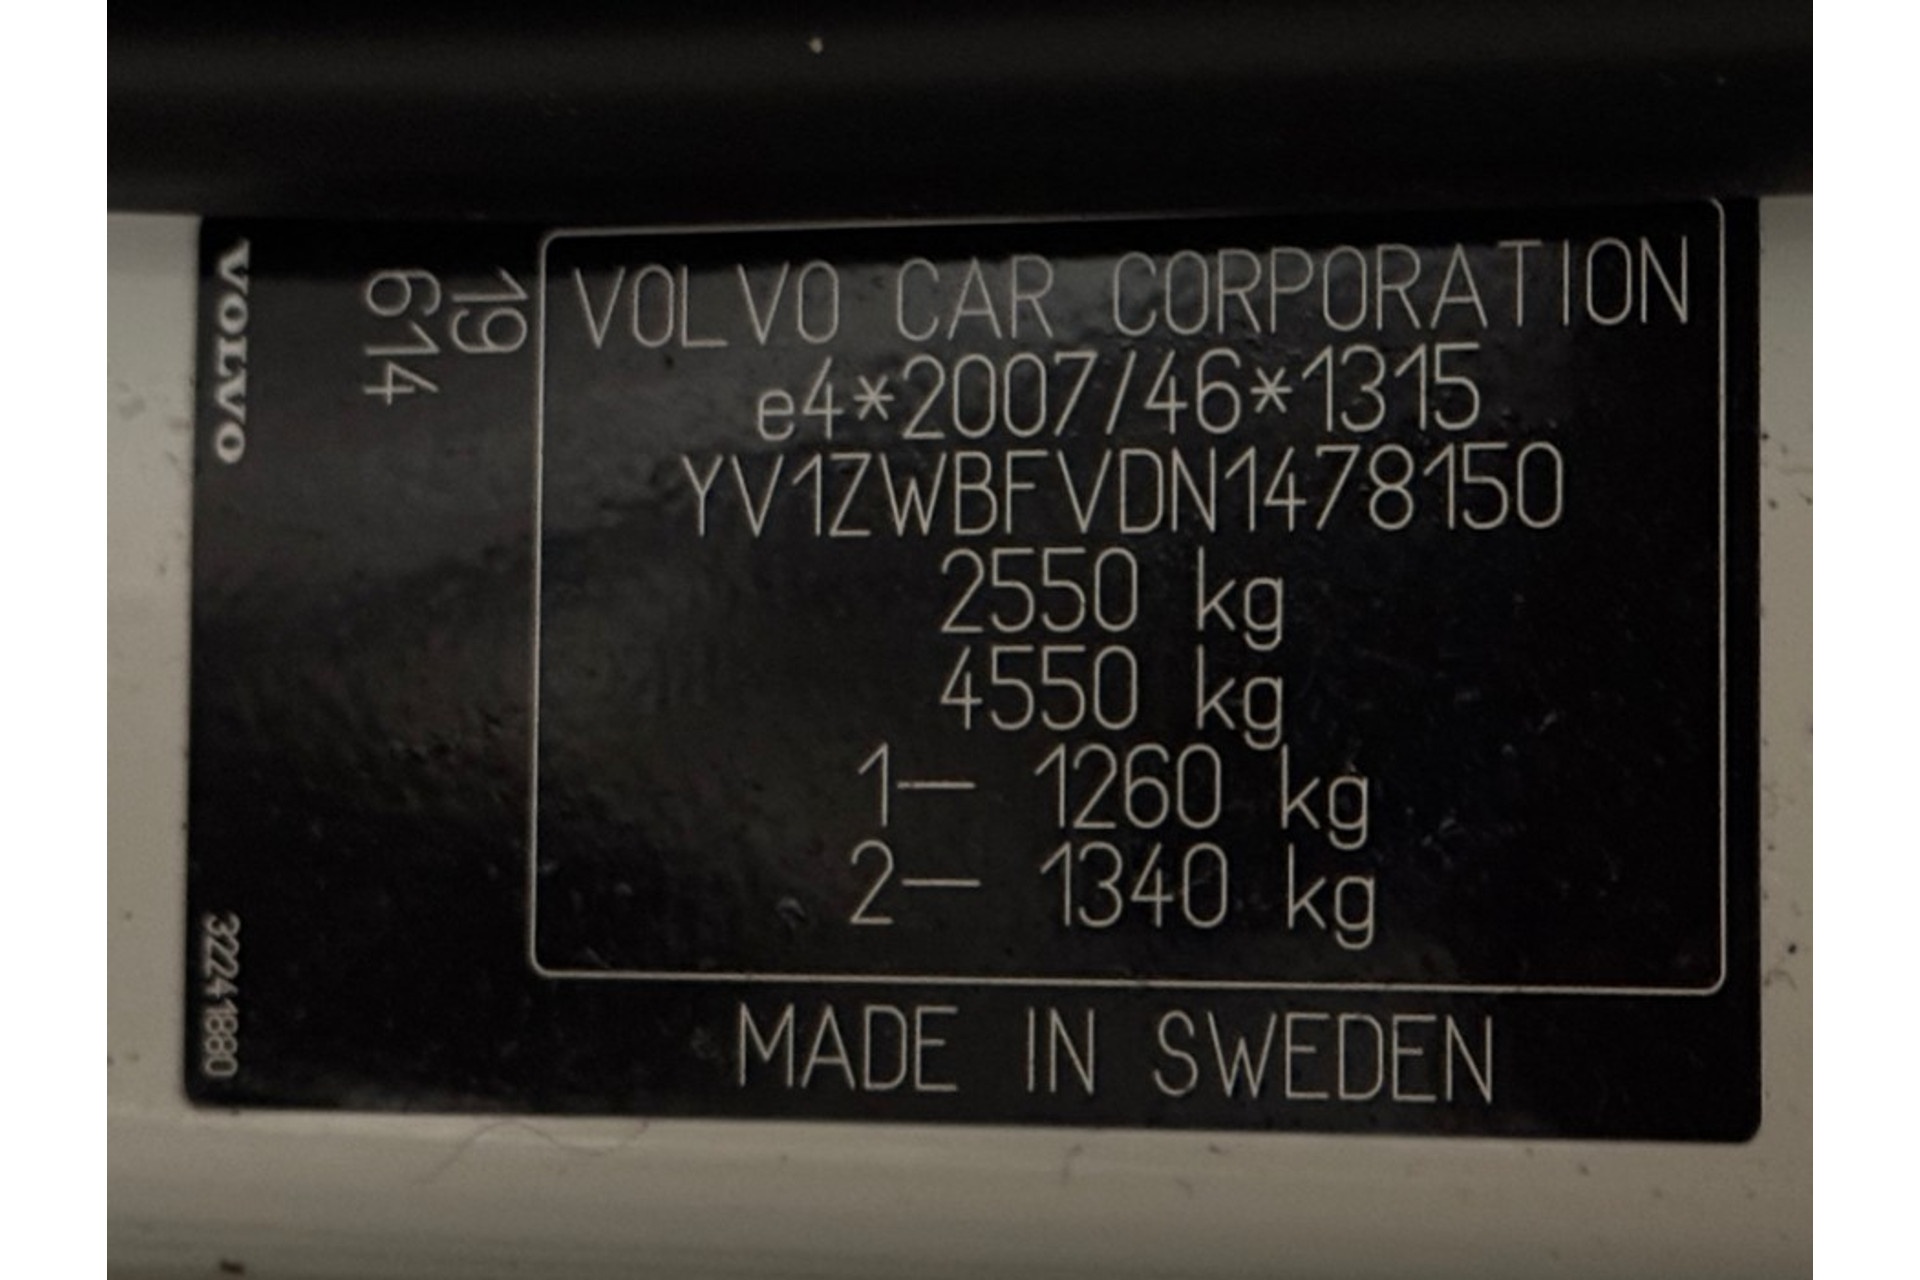 VOLVO
19
614
32241880
VOLVO CAR CORPORATION
e4*2007/46*1315
YV1ZWBFVDN1478150
2550 kg
4550 kg
1– 1260 kg
2– 1340 kg
MADE IN SWEDEN